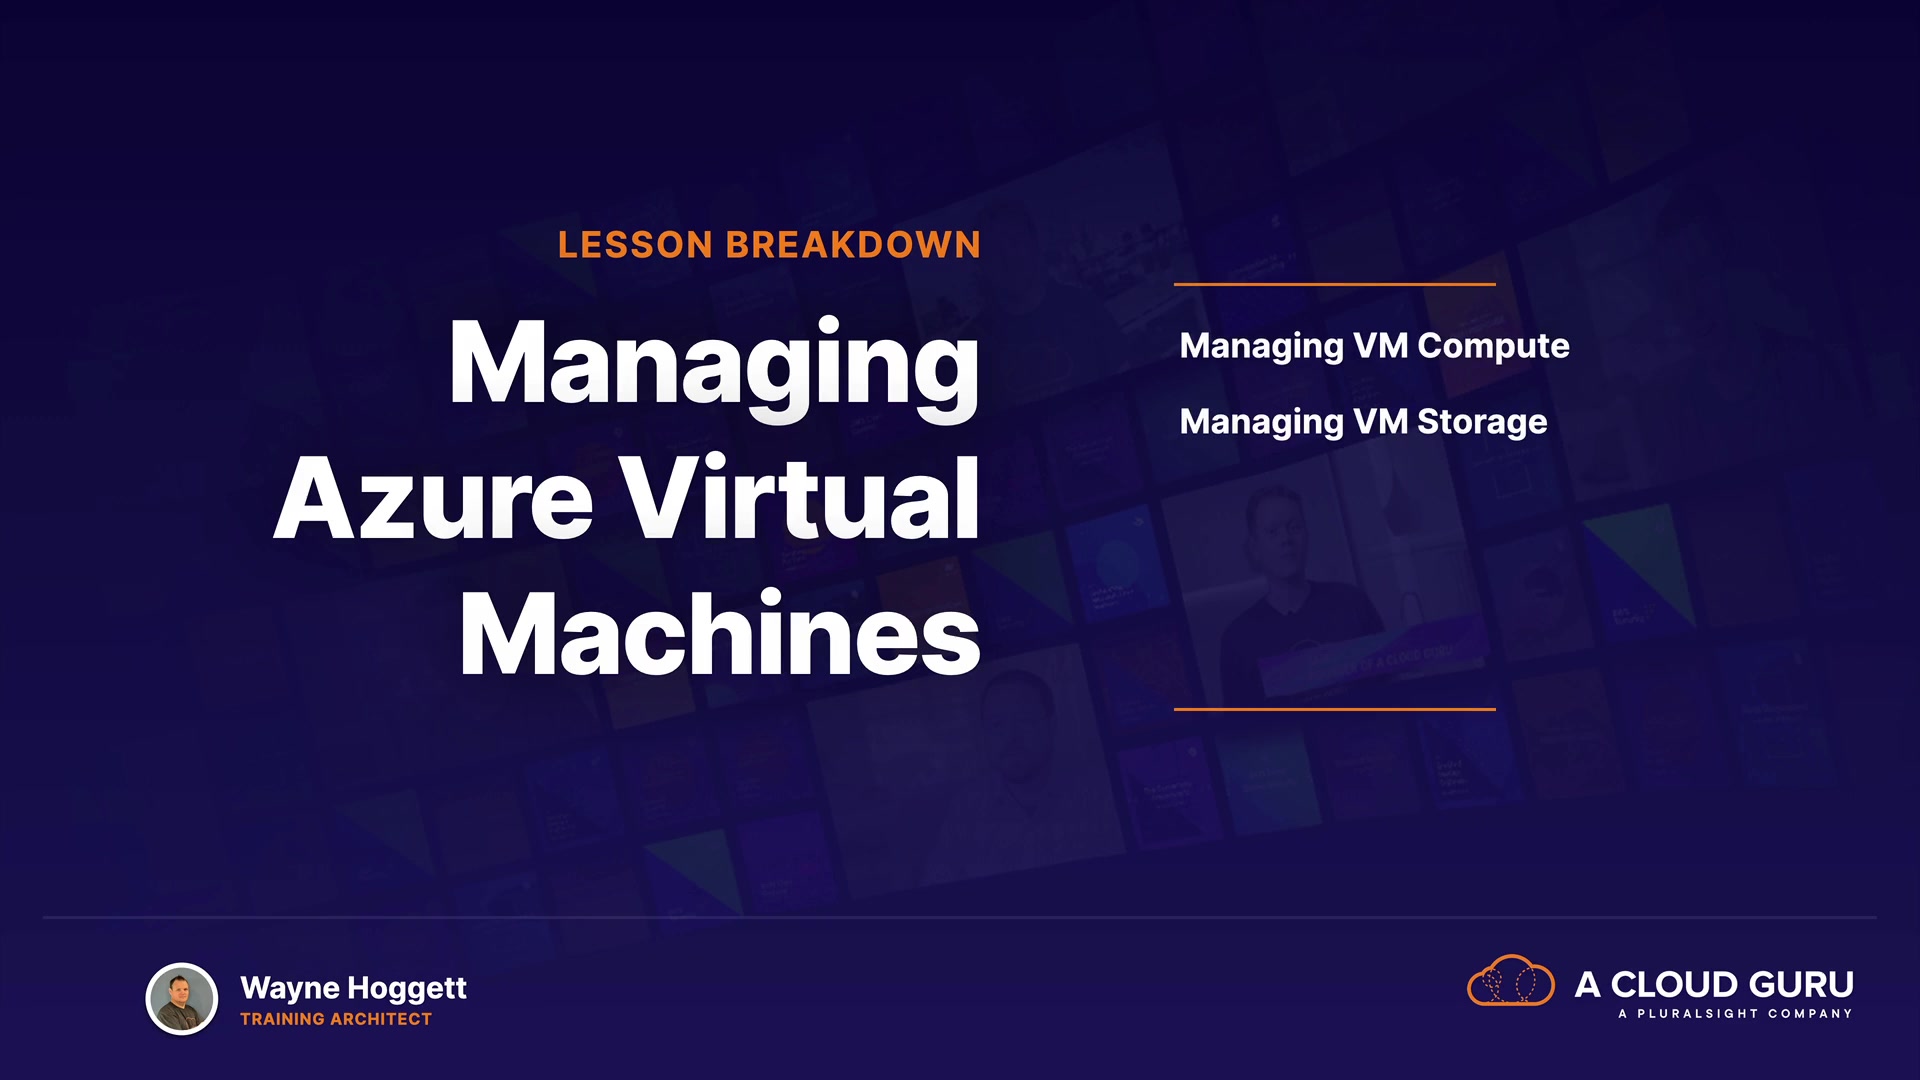 LESSON BREAKDOWN
Managing
Azure Virtual
Machines
Managing VM Compute
Managing VM Storage
Wayne Hoggett
TRAINING ARCHITECT
A CLOUD GURU
A PLURALSIGHT COMPANY